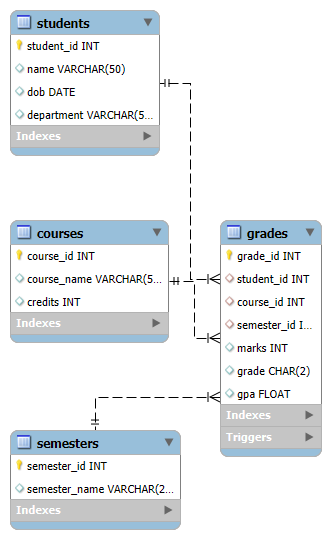 students
student_id INT
name VARCHAR(50)
dob DATE
department VARCHAR(5...
Indexes
courses
course_id INT
course_name VARCHAR(5...
credits INT
Indexes
grades
grade_id INT
student_id INT
course_id INT
semester_id I...
marks INT
grade CHAR(2)
gpa FLOAT
Indexes
Triggers
semesters
semester_id INT
semester_name VARCHAR(2...
Indexes